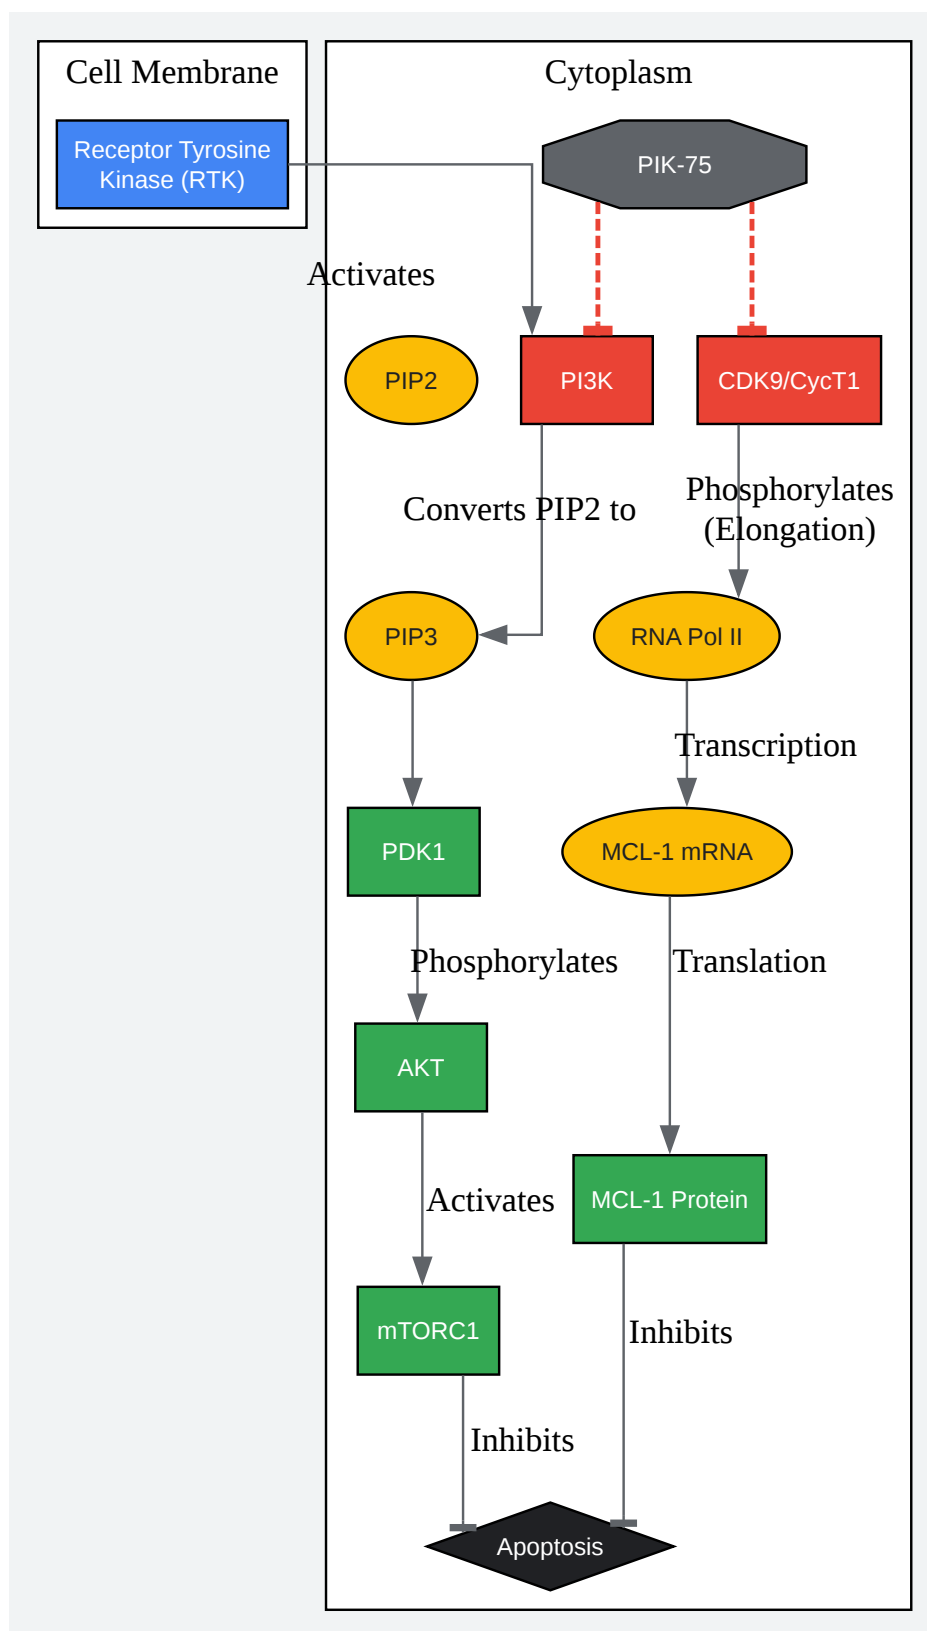 Cell Membrane
Cytoplasm
Receptor Tyrosine
Kinase (RTK)
PIK-75
Activates
PIP2
PI3K
CDK9/CycT1
Converts PIP2 to
Phosphorylates
(Elongation)
PIP3
RNA Pol II
Transcription
PDK1
MCL-1 mRNA
Phosphorylates
Translation
AKT
Activates
MCL-1 Protein
mTORC1
Inhibits
Inhibits
Apoptosis